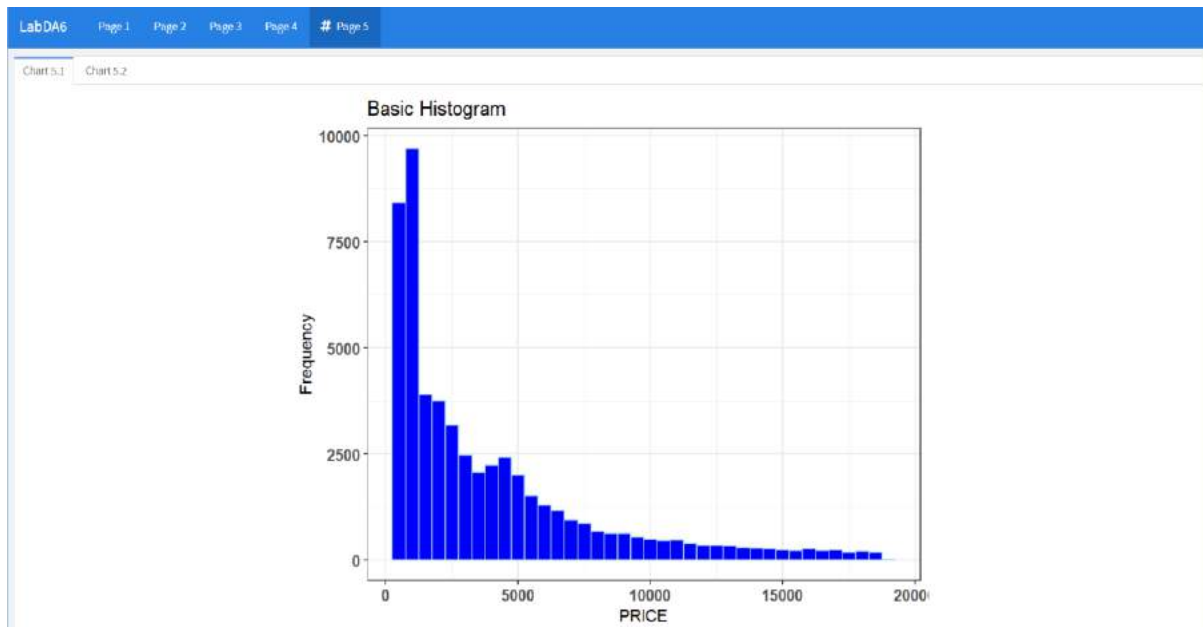 LabDA6 Page 1 Page 2 Page 3 Page 4 # Page 5
Chart 5.1 Chart 5.2
Basic Histogram
10000
7500
5000
2500
0
Frequency
0 5000 10000 15000 2000
PRICE